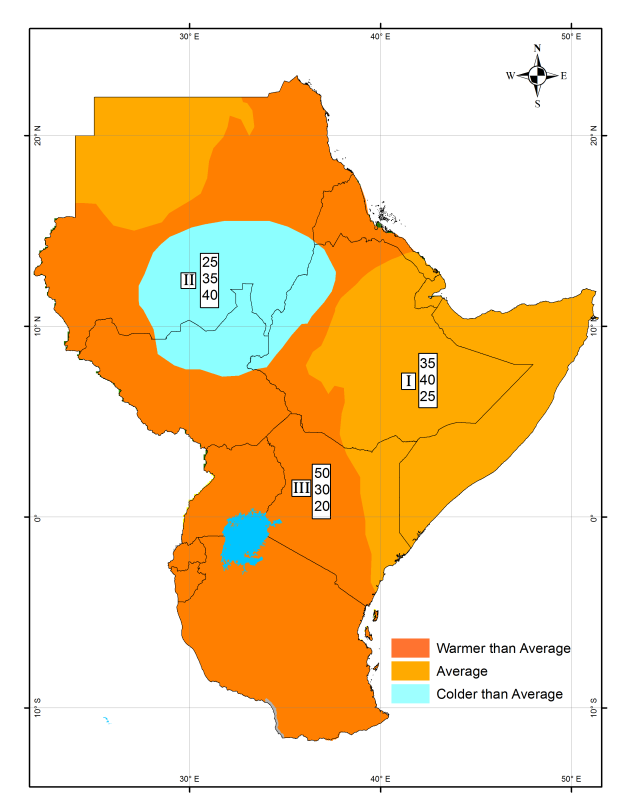 30° E 40° E 50° E
N
W E
S
20° N 20° N
II
25
35
40
10° N 10° N
I
35
40
25
III
50
30
20
0° 0°
Warmer than Average
Average
Colder than Average
10° S 10° S
30° E 40° E 50° E